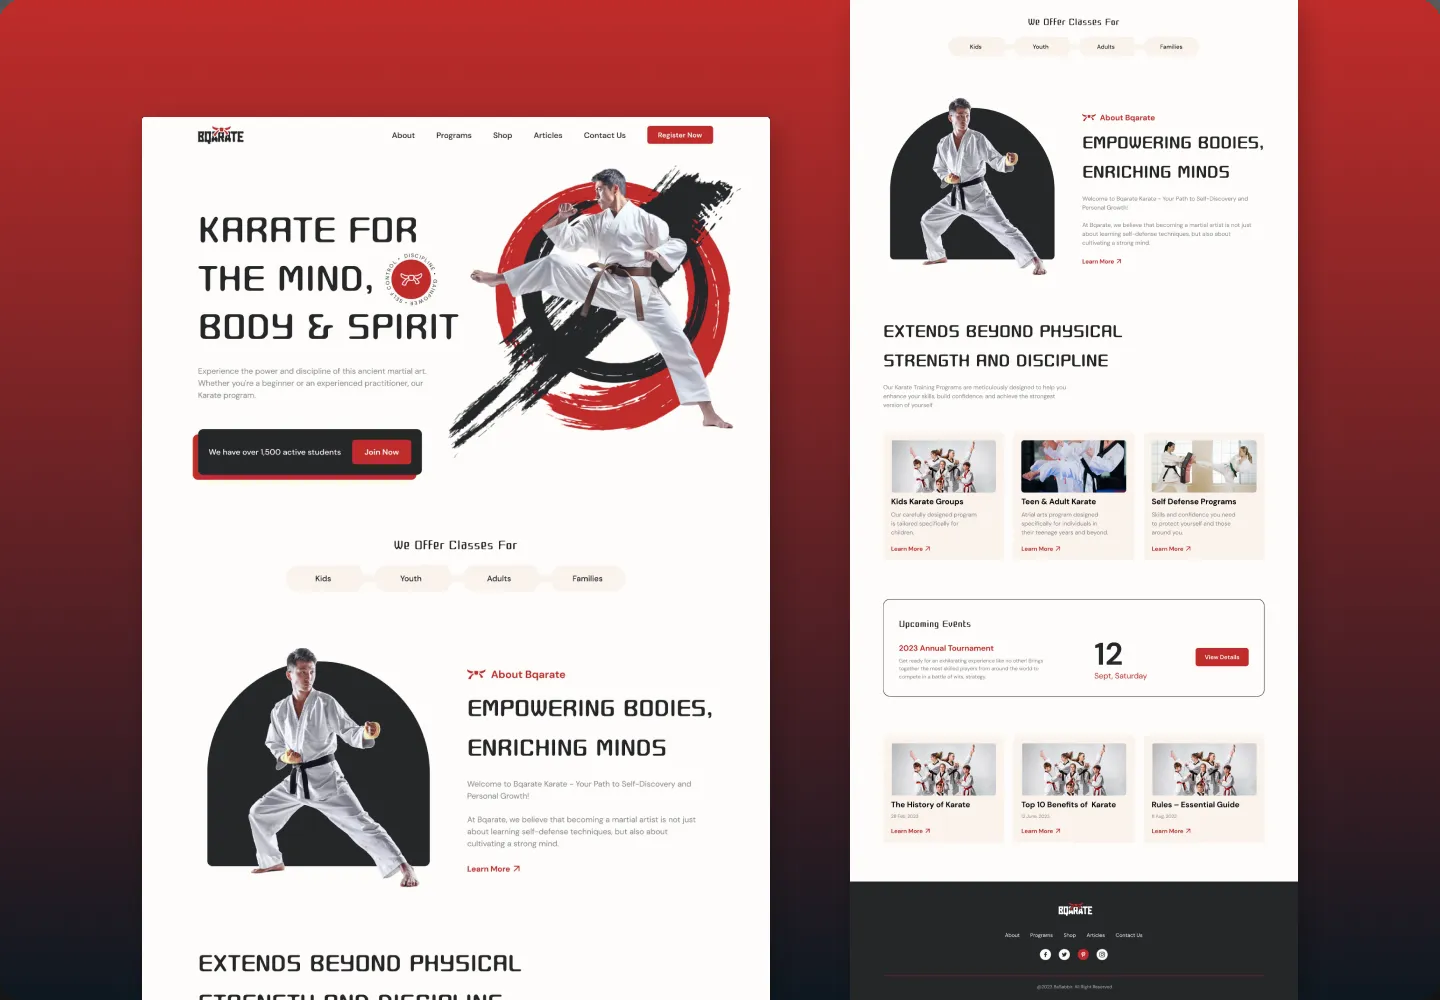 BQARATE
About
Programs
Shop
Articles
Contact Us
Register Now
KARATE FOR
THE MIND,
BODY & SPIRIT
DISCIPLINE •
SELF CONTROL •
Experience the power and discipline of this ancient martial art.
Whether you're a beginner or an experienced practitioner, our
Karate program.
We have over 1,500 active students
Join Now
We Offer Classes For
Kids
Youth
Adults
Families
About Bqarate
EMPOWERING BODIES,
ENRICHING MINDS
Welcome to Bqarate Karate – Your Path to Self-Discovery and
Personal Growth!
At Bqarate, we believe that becoming a martial artist is not just
about learning self-defense techniques, but also about
cultivating a strong mind.
Learn More
EXTENDS BEYOND PHYSICAL
STRENGTH AND DISCIPLINE
We Offer Classes For
Kids
Youth
Adults
Families
About Bqarate
EMPOWERING BODIES,
ENRICHING MINDS
Welcome to Bqarate Karate – Your Path to Self-Discovery and
Personal Growth!
At Bqarate, we believe that becoming a martial artist is not just
about learning self-defense techniques, but also about
cultivating a strong mind.
Learn More
EXTENDS BEYOND PHYSICAL
STRENGTH AND DISCIPLINE
Our Karate Training Programs are meticulously designed to help you
enhance your skills, build confidence, and achieve the strongest
version of yourself
Kids Karate Groups
Our carefully designed program
is tailored specifically for
children.
Learn More
Teen & Adult Karate
Atrial arts program designed
specifically for individuals in
their teenage years and beyond.
Learn More
Self Defense Programs
Skills and confidence you need
to protect yourself and those
around you.
Learn More
Upcoming Events
2023 Annual Tournament
Get ready for an exhilarating experience like no other! Brings
together the most skilled players from around the world to
compete in a battle of wits, strategy.
12
Sept, Saturday
View Details
The History of Karate
28 Feb, 2023
Learn More
Top 10 Benefits of Karate
12 June, 2023
Learn More
Rules – Essential Guide
8 Aug, 2023
Learn More
BQARATE
About
Programs
Shop
Articles
Contact Us
All Right Reserved